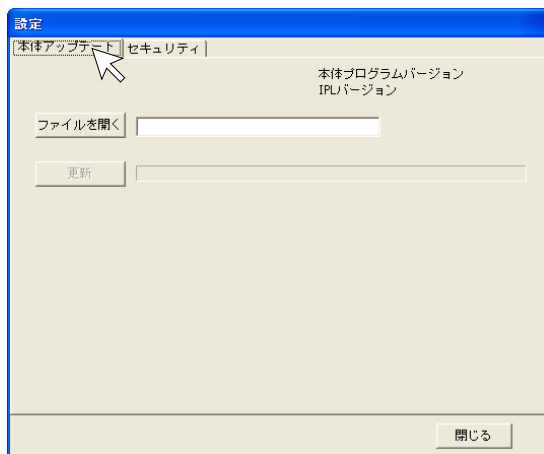 設定
本体アップデート セキュリティ
本体プログラムバージョン
IPLバージョン
ファイルを開く
更新
閉じる